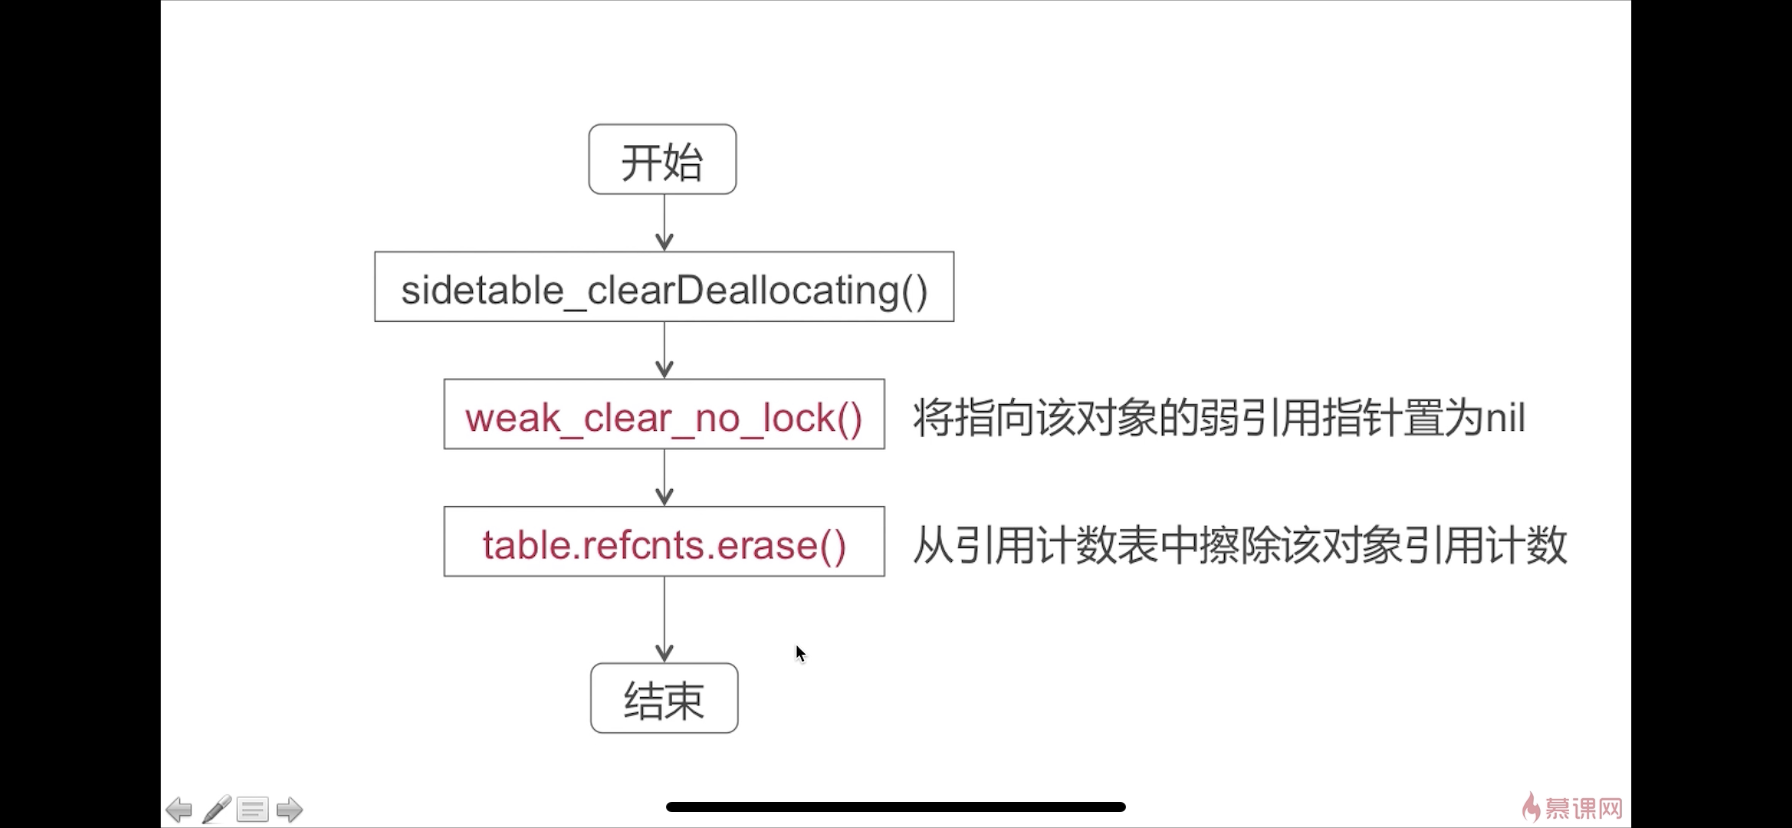 开始
sidetable_clearDeallocating()
weak_clear_no_lock() 将指向该对象的弱引用指针置为nil
table.refcnts.erase() 从引用计数表中擦除该对象引用计数
结束
慕课网